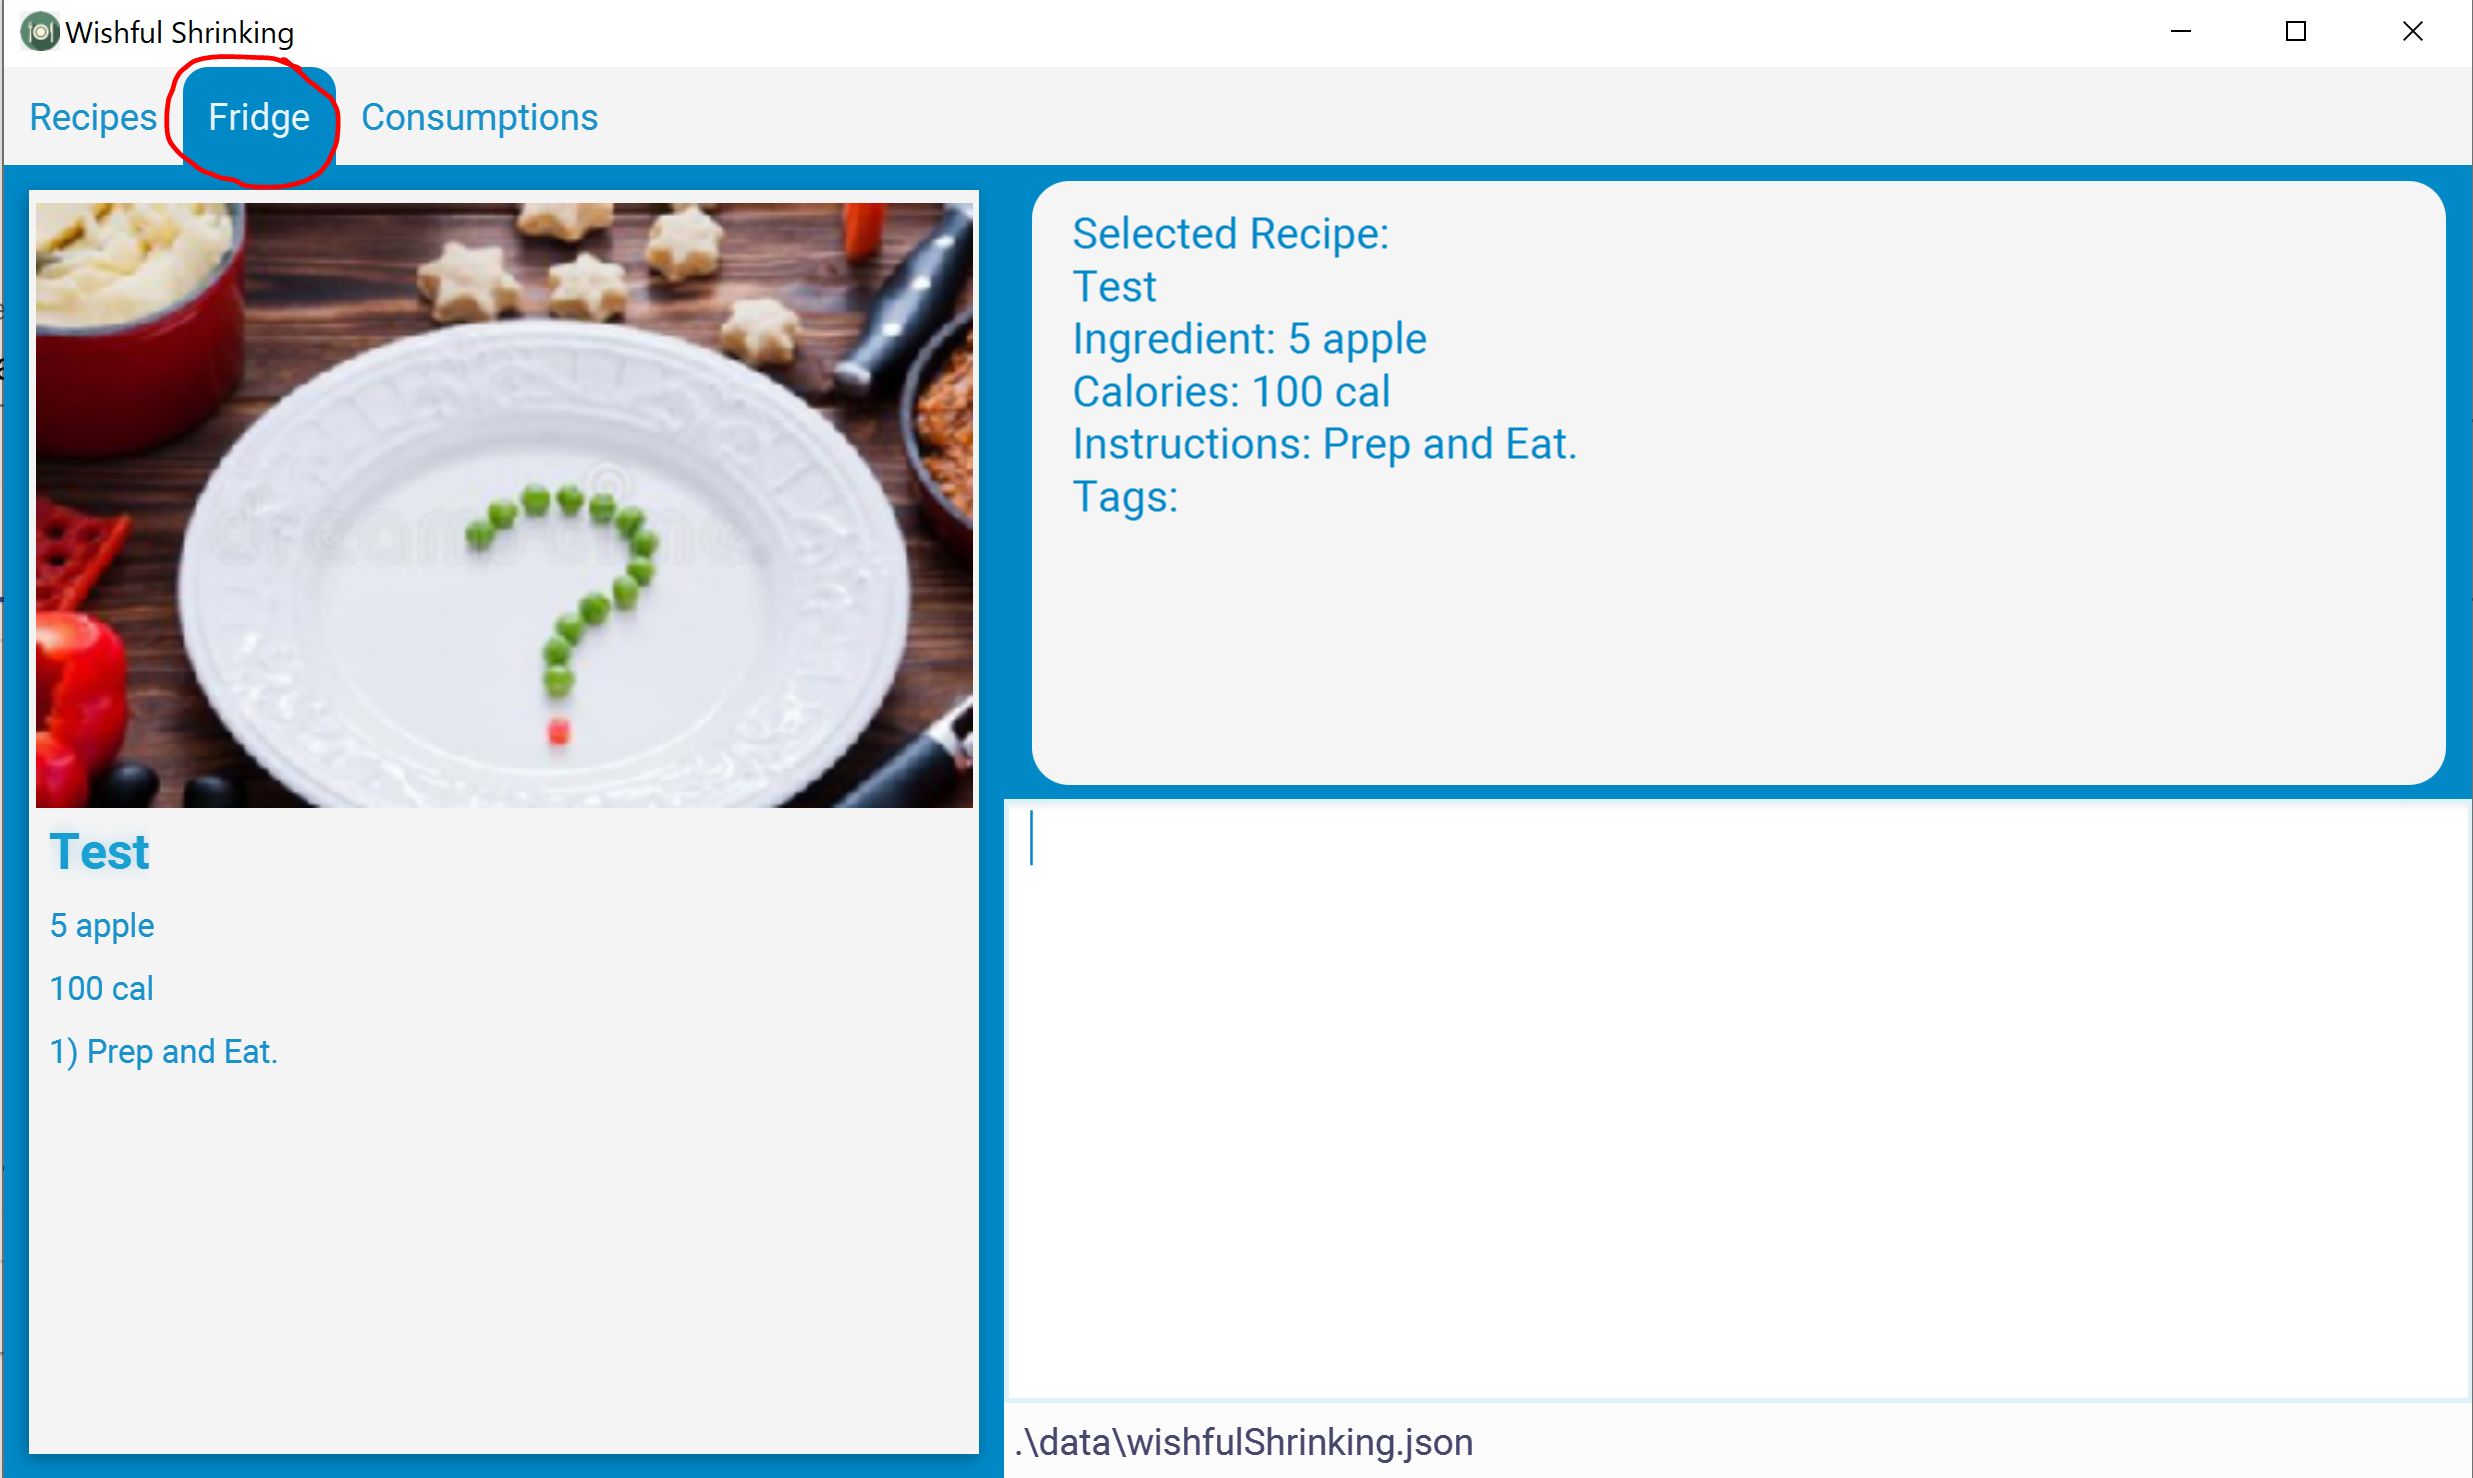 Wishful Shrinking
Recipes Fridge Consumptions
dreamstime
Test
5 apple
100 cal
1) Prep and Eat.
Selected Recipe:
Test
Ingredient: 5 apple
Calories: 100 cal
Instructions: Prep and Eat.
Tags:
.\data\wishfulShrinking.json